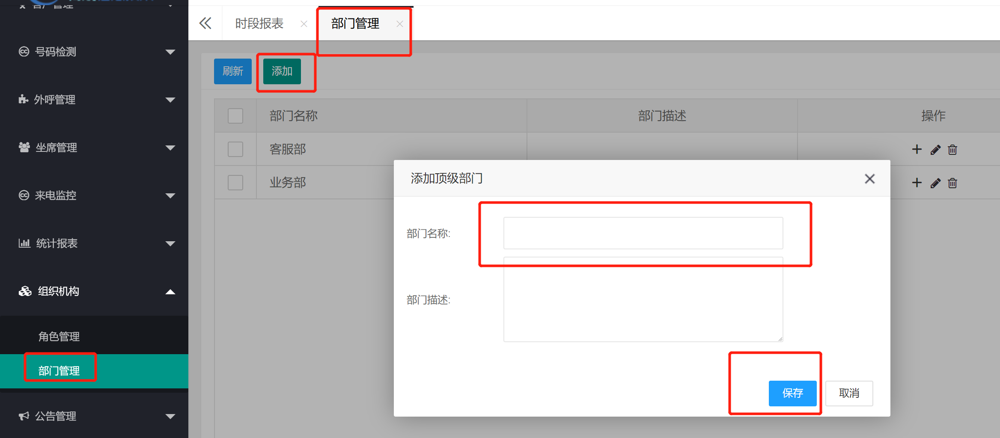 客户管理
时段报表
部门管理
号码检测
刷新
添加
外呼管理
部门名称
部门描述
操作
坐席管理
客服部
添加顶级部门
业务部
来电监控
部门名称:
统计报表
组织机构
部门描述:
角色管理
部门管理
保存
取消
公告管理